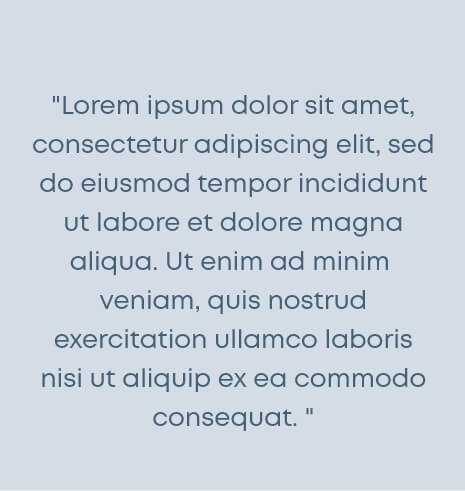 "Lorem ipsum dolor sit amet,
consectetur adipiscing elit, sed
do eiusmod tempor incididunt
ut labore et dolore magna
aliqua. Ut enim ad minim
veniam, quis nostrud
exercitation ullamco laboris
nisi ut aliquip ex ea commodo
consequat. "